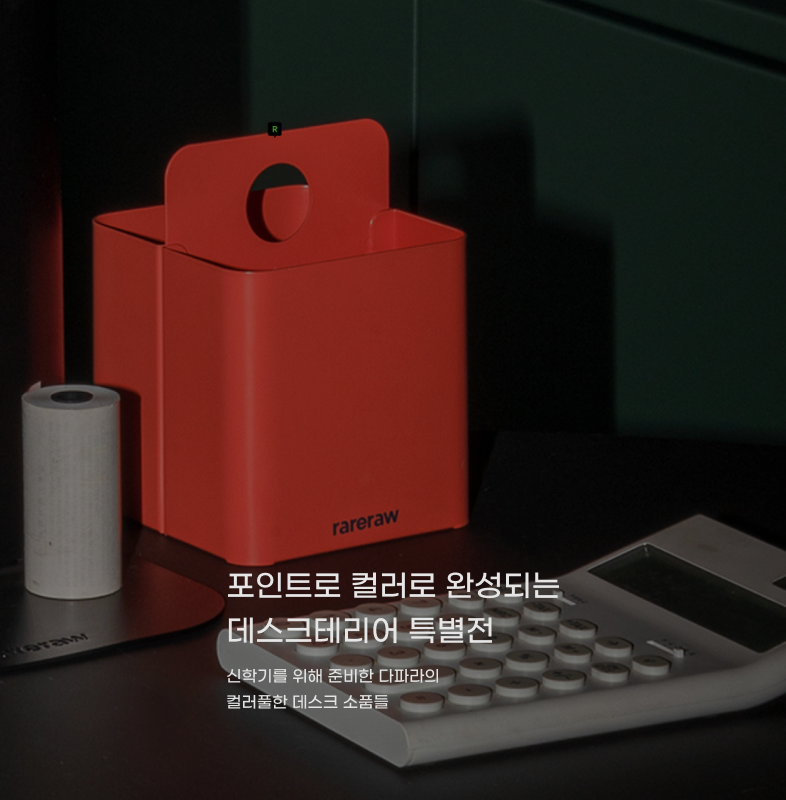 R
rareraw
포인트로 컬러로 완성되는
데스크테리어 특별전
신학기를 위해 준비한 다파라의
컬러풀한 데스크 소품들